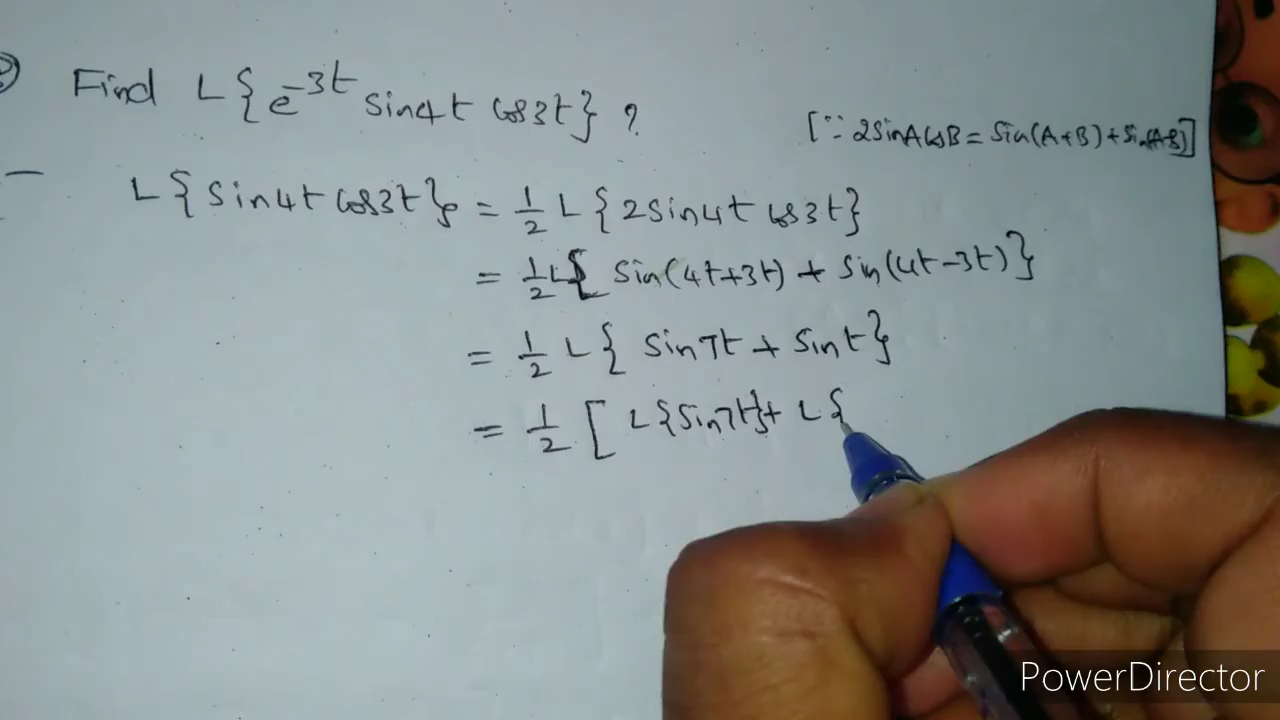 Find L{e^-3t sin4t cos3t} ?
[∵ 2sinAcosB = sin(A+B)+sin(A-B)]
L{sin4t cos3t} = 1/2 L{2sin4t cos3t}
= 1/2 L{ sin(4t+3t) + sin(4t-3t)}
= 1/2 L{ sin7t + sint}
= 1/2 [ L{sin7t} + L{
PowerDirector